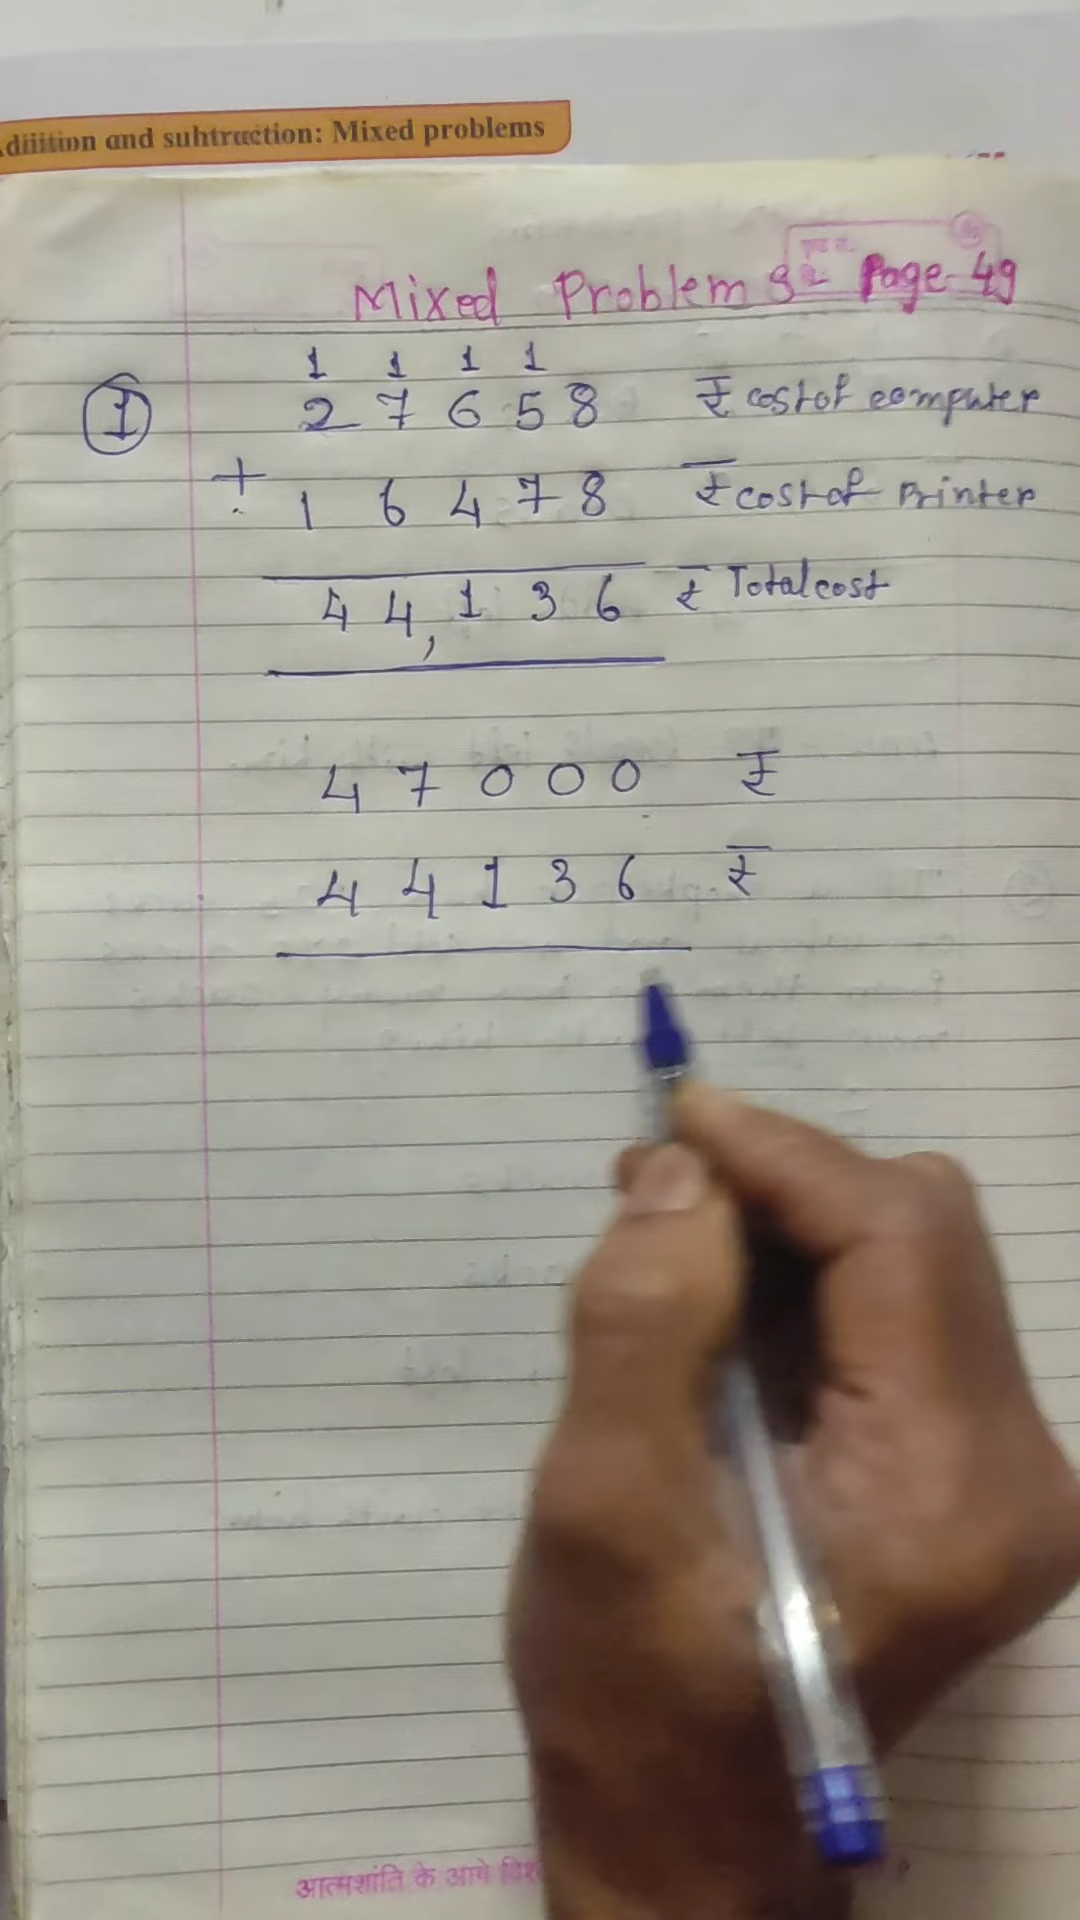 diiition and suhtruction: Mixed problems
Mixed Problems Page-49
1 1 1 1
① 2 7 6 5 8 ₹ cost of computer
+ 1 6 4 7 8 ₹ cost of Printer
4 4, 1 3 6 ₹ Total cost
4 7 0 0 0 ₹
4 4 1 3 6 ₹
आत्मशांति के आगे